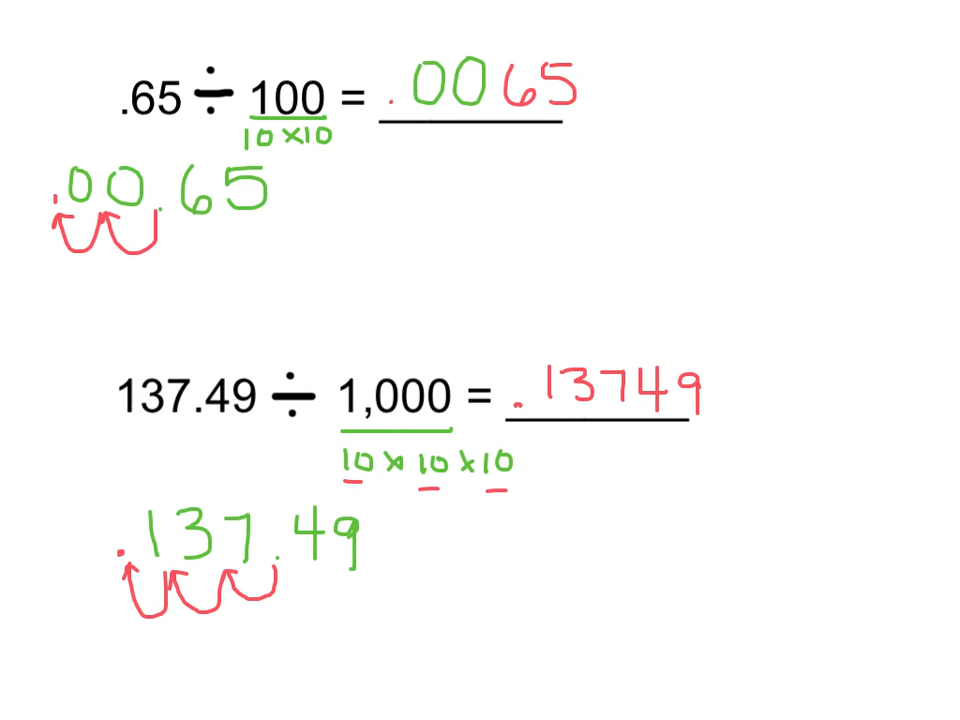 .65 ÷ 100 = .0065
10 x 10
.00.65
137.49 ÷ 1,000 = .13749
10 x 10 x 10
.137.49